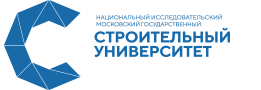 НАЦИОНАЛЬНЫЙ ИССЛЕДОВАТЕЛЬСКИЙ
МОСКОВСКИЙ ГОСУДАРСТВЕННЫЙ
СТРОИТЕЛЬНЫЙ
УНИВЕРСИТЕТ